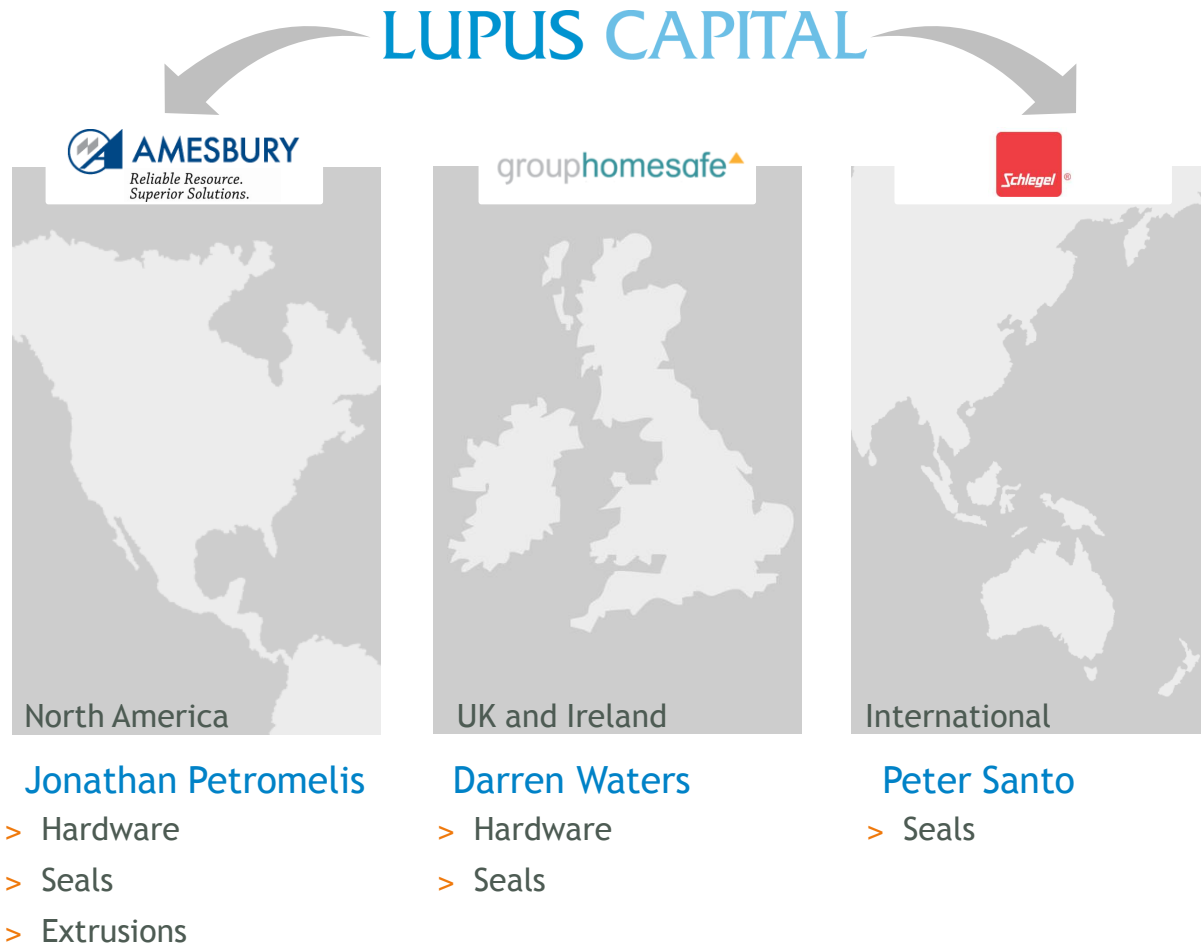 LUPUS CAPITAL
AMESBURY
Reliable Resource.
Superior Solutions.
grouphomesafe
Schlegel ®
North America
UK and Ireland
International
Jonathan Petromelis
> Hardware
> Seals
> Extrusions
Darren Waters
> Hardware
> Seals
Peter Santo
> Seals